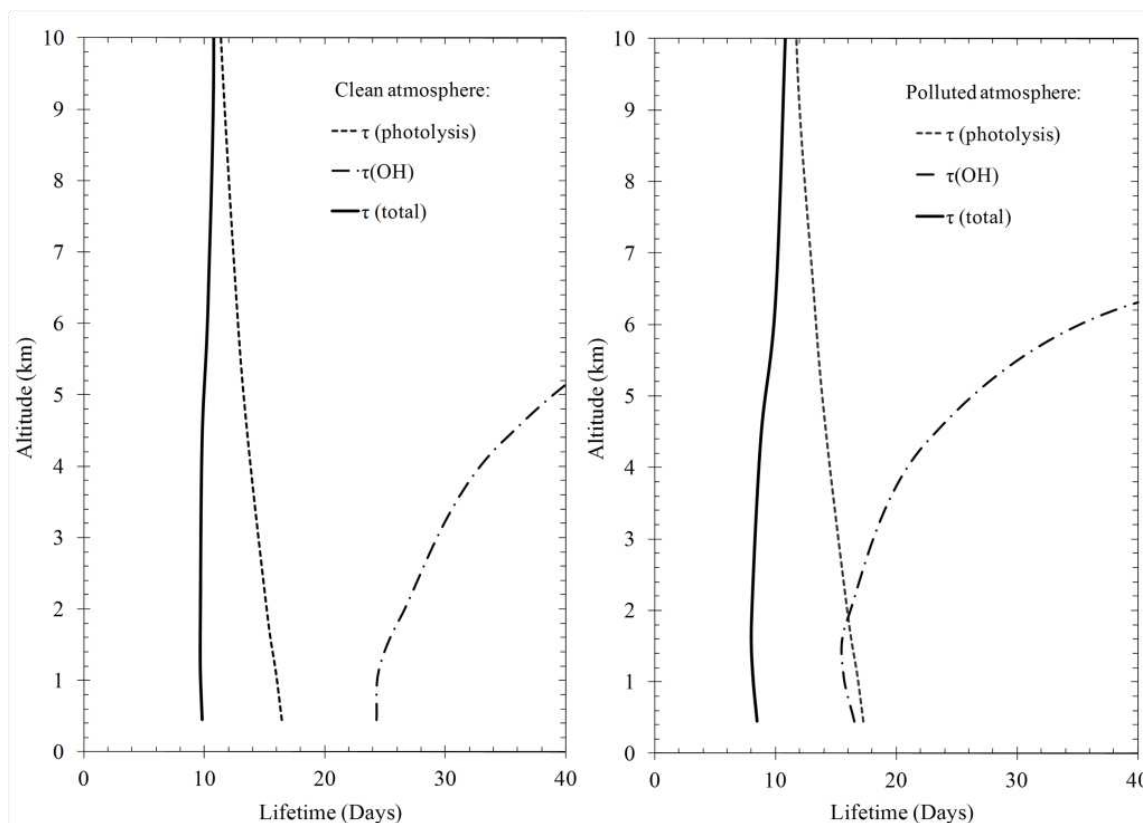 10
9
8
7
6
5
4
3
2
1
0
Altitude (km)
Clean atmosphere:
τ (photolysis)
τ(OH)
τ (total)
0 10 20 30 40
Lifetime (Days)
10
9
8
7
6
5
4
3
2
1
0
Altitude (km)
Polluted atmosphere:
τ (photolysis)
τ(OH)
τ (total)
0 10 20 30 40
Lifetime (Days)